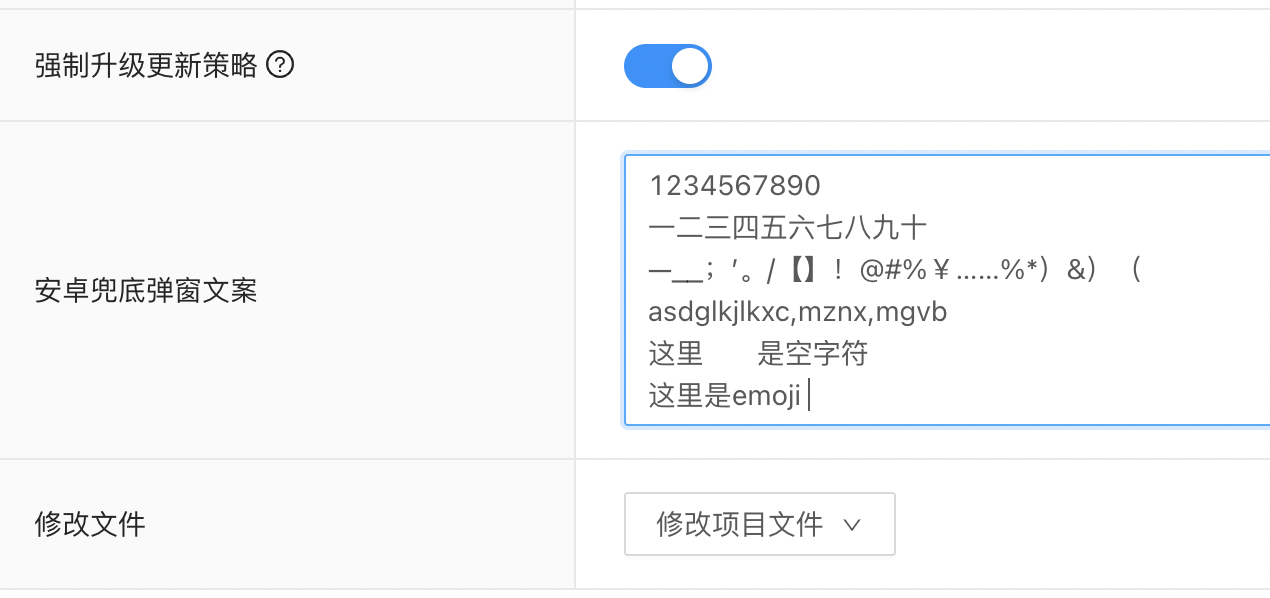 强制升级更新策略
安卓兜底弹窗文案
1234567890
一二三四五六七八九十
—__；′。/【】！@#%￥……%*）&）（
asdglkjlkxc,mznx,mgvb
这里  是空字符
这里是emoji
修改文件
修改项目文件